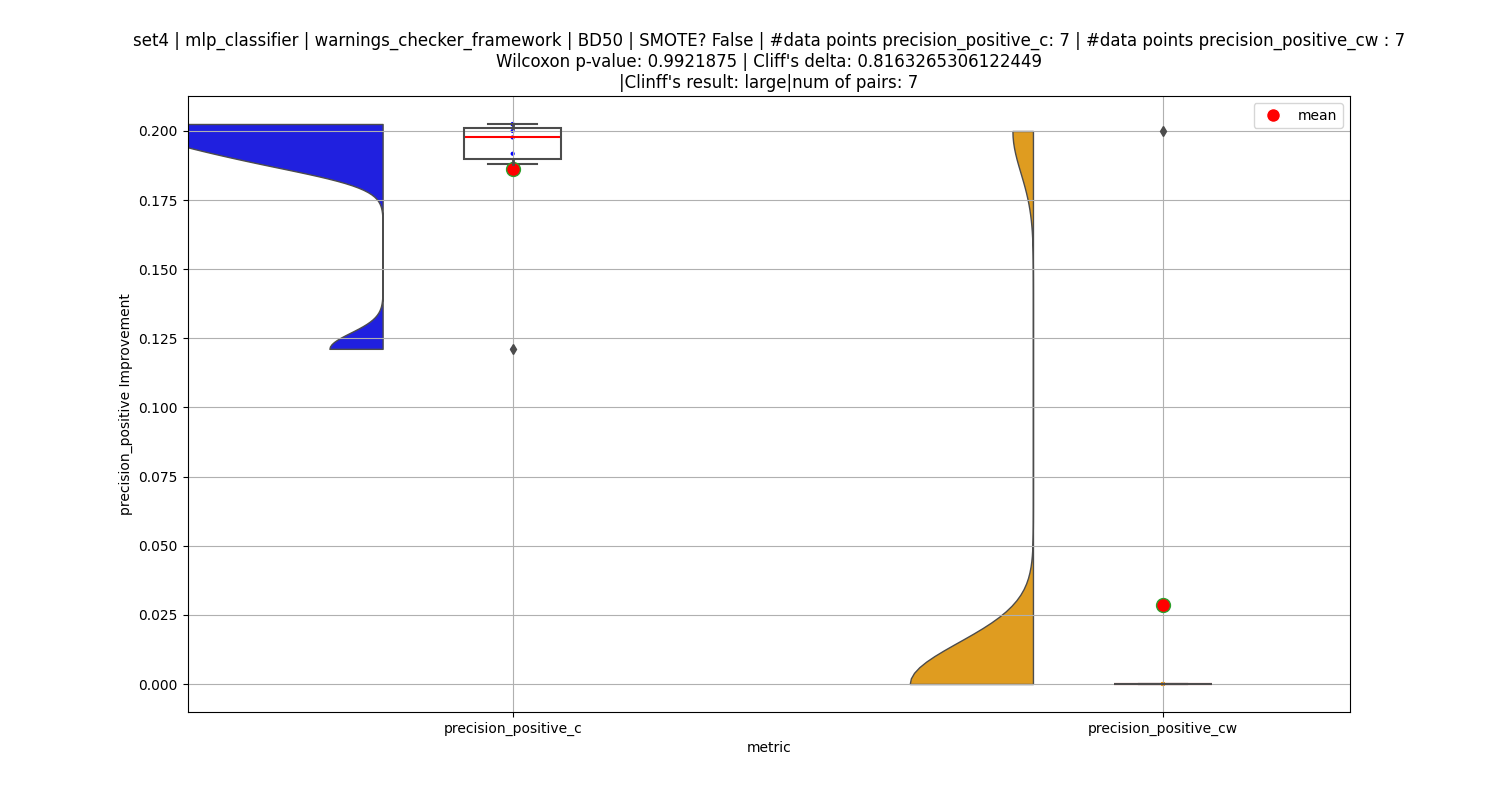 set4 | mlp_classifier | warnings_checker_framework | BD50 | SMOTE? False | #data points precision_positive_c: 7 | #data points precision_positive_cw : 7
Wilcoxon p-value: 0.9921875 | Cliff's delta: 0.8163265306122449
|Clinff's result: large|num of pairs: 7
mean
0.200
0.175
0.150
0.125
0.100
0.075
0.050
0.025
0.000
precision_positive Improvement
precision_positive_c
precision_positive_cw
metric